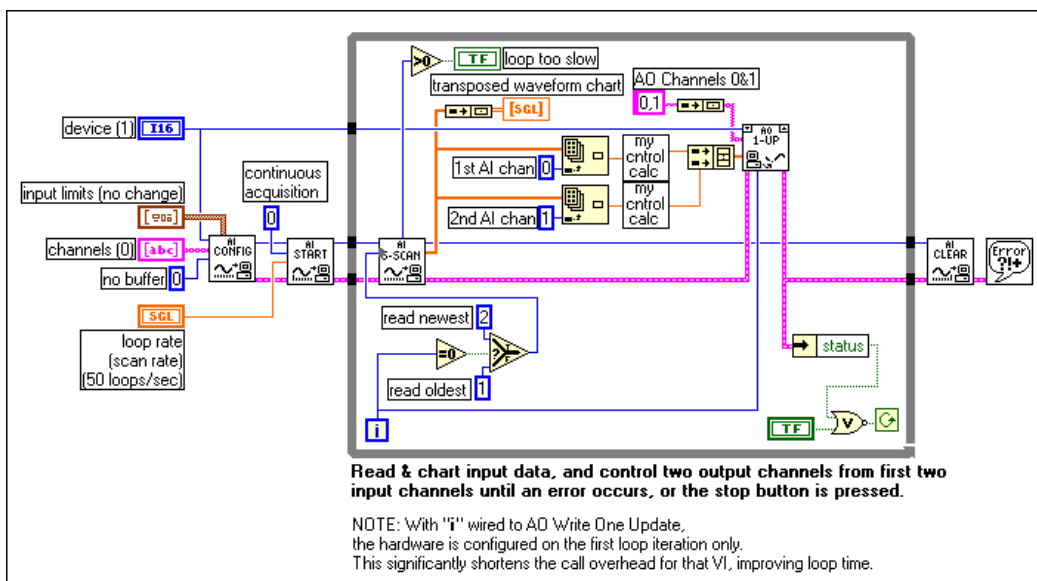 >0
TF
loop too slow
transposed waveform chart
[SGL]
AO Channels 0&1
0,1
device (1)
I16
AO
1-UP
1st AI chan
0
my
cntrol
calc
2nd AI chan
1
my
cntrol
calc
input limits (no change)
continuous
acquisition
0
channels (0)
[abc]
no buffer
0
AI
CONFIG
AI
START
AI
S-SCAN
AI
CLEAR
Error
?!+
SGL
loop rate
(scan rate)
(50 loops/sec)
read newest
2
=0
?
T
F
read oldest
1
i
status
TF
V
Read & chart input data, and control two output channels from first two
input channels until an error occurs, or the stop button is pressed.
NOTE: With "i" wired to AO Write One Update,
the hardware is configured on the first loop iteration only.
This significantly shortens the call overhead for that VI, improving loop time.